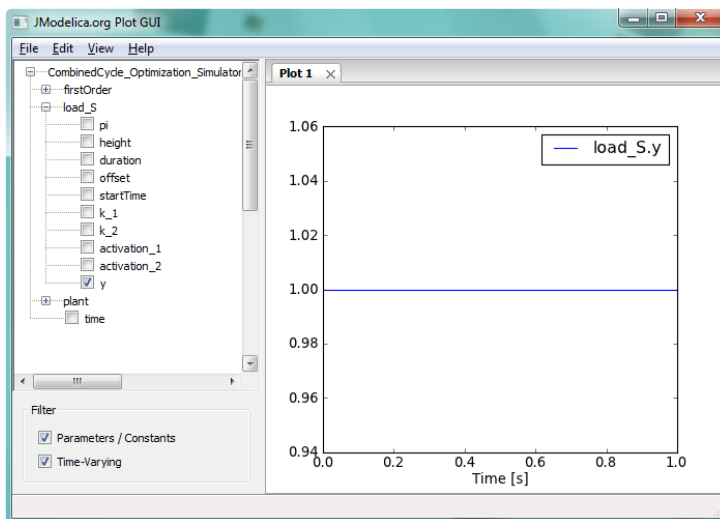 JModelica.org Plot GUI
File Edit View Help
CombinedCycle_Optimization_Simulator
firstOrder
load_S
pi
height
duration
offset
startTime
k_1
k_2
activation_1
activation_2
y
plant
time
Filter
Parameters / Constants
Time-Varying
Plot 1
load_S.y
1.06
1.04
1.02
1.00
0.98
0.96
0.94
0.0 0.2 0.4 0.6 0.8 1.0
Time [s]